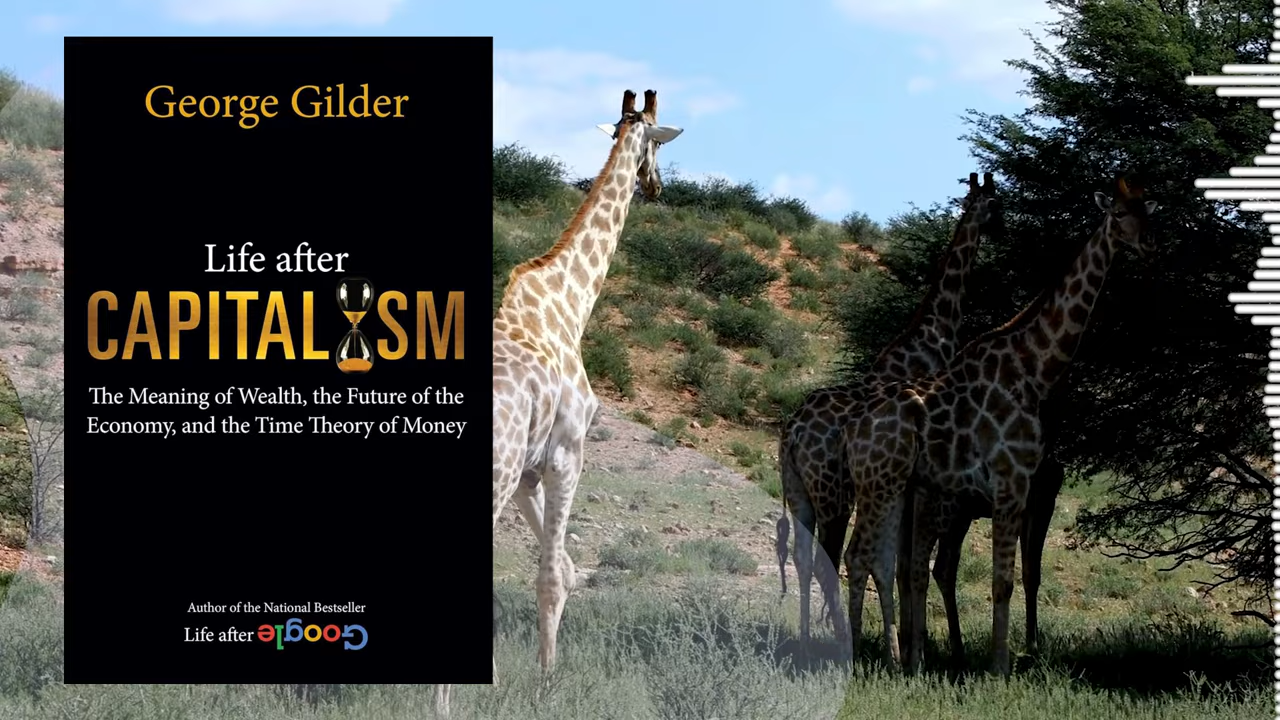 George Gilder
Life after
CAPITALISM
The Meaning of Wealth, the Future of the
Economy, and the Time Theory of Money
Author of the National Bestseller
Life after Google